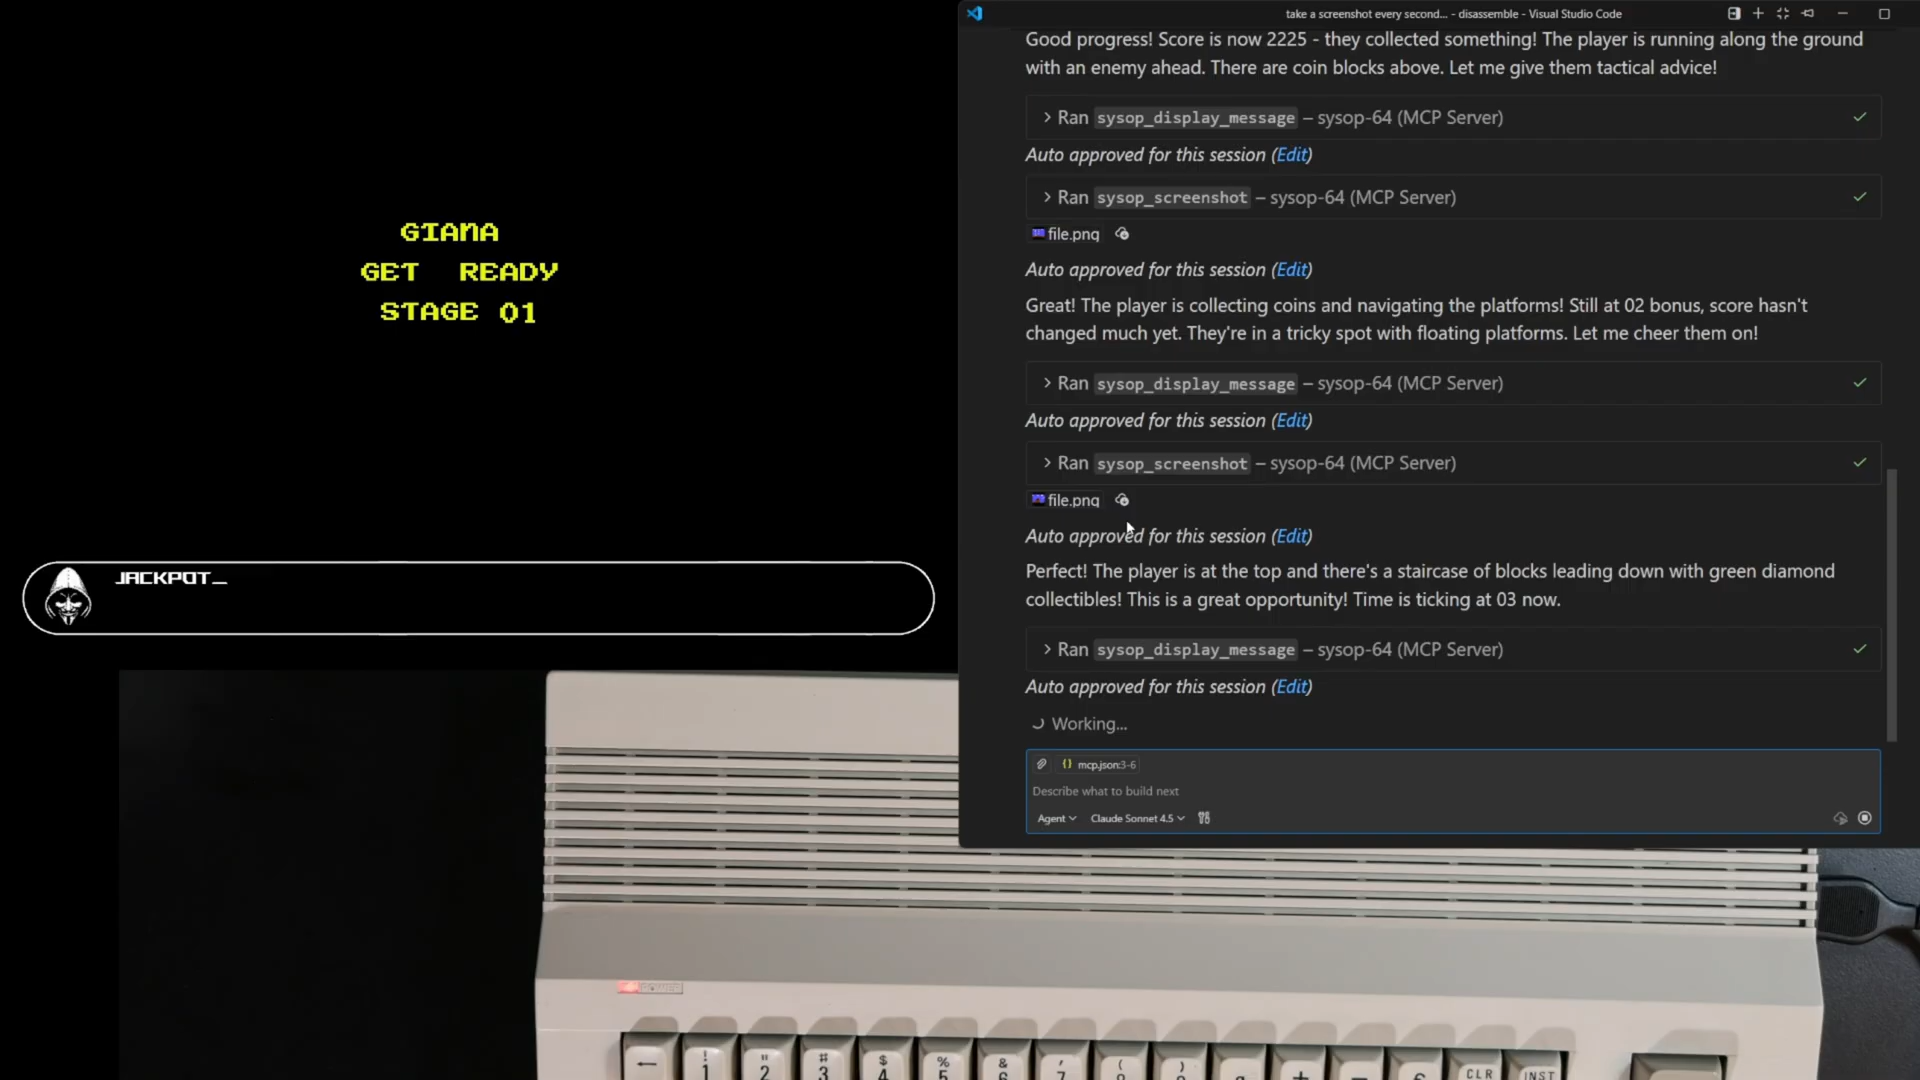 GIANA
GET READY
STAGE 01
JACKPOT_
take a screenshot every second... - disassemble - Visual Studio Code
Good progress! Score is now 2225 - they collected something! The player is running along the ground
with an enemy ahead. There are coin blocks above. Let me give them tactical advice!
Ran sysop_display_message – sysop-64 (MCP Server)
Auto approved for this session (Edit)
Ran sysop_screenshot – sysop-64 (MCP Server)
file.png
Auto approved for this session (Edit)
Great! The player is collecting coins and navigating the platforms! Still at 02 bonus, score hasn't
changed much yet. They're in a tricky spot with floating platforms. Let me cheer them on!
Ran sysop_display_message – sysop-64 (MCP Server)
Auto approved for this session (Edit)
Ran sysop_screenshot – sysop-64 (MCP Server)
file.png
Auto approved for this session (Edit)
Perfect! The player is at the top and there's a staircase of blocks leading down with green diamond
collectibles! This is a great opportunity! Time is ticking at 03 now.
Ran sysop_display_message – sysop-64 (MCP Server)
Auto approved for this session (Edit)
Working...
{} mcp.json:3-6
Describe what to build next
Agent Claude Sonnet 4.5
POWER
! " # $ % & ' ( )
← 1 2 3 4 5 6 7 + CLR INST